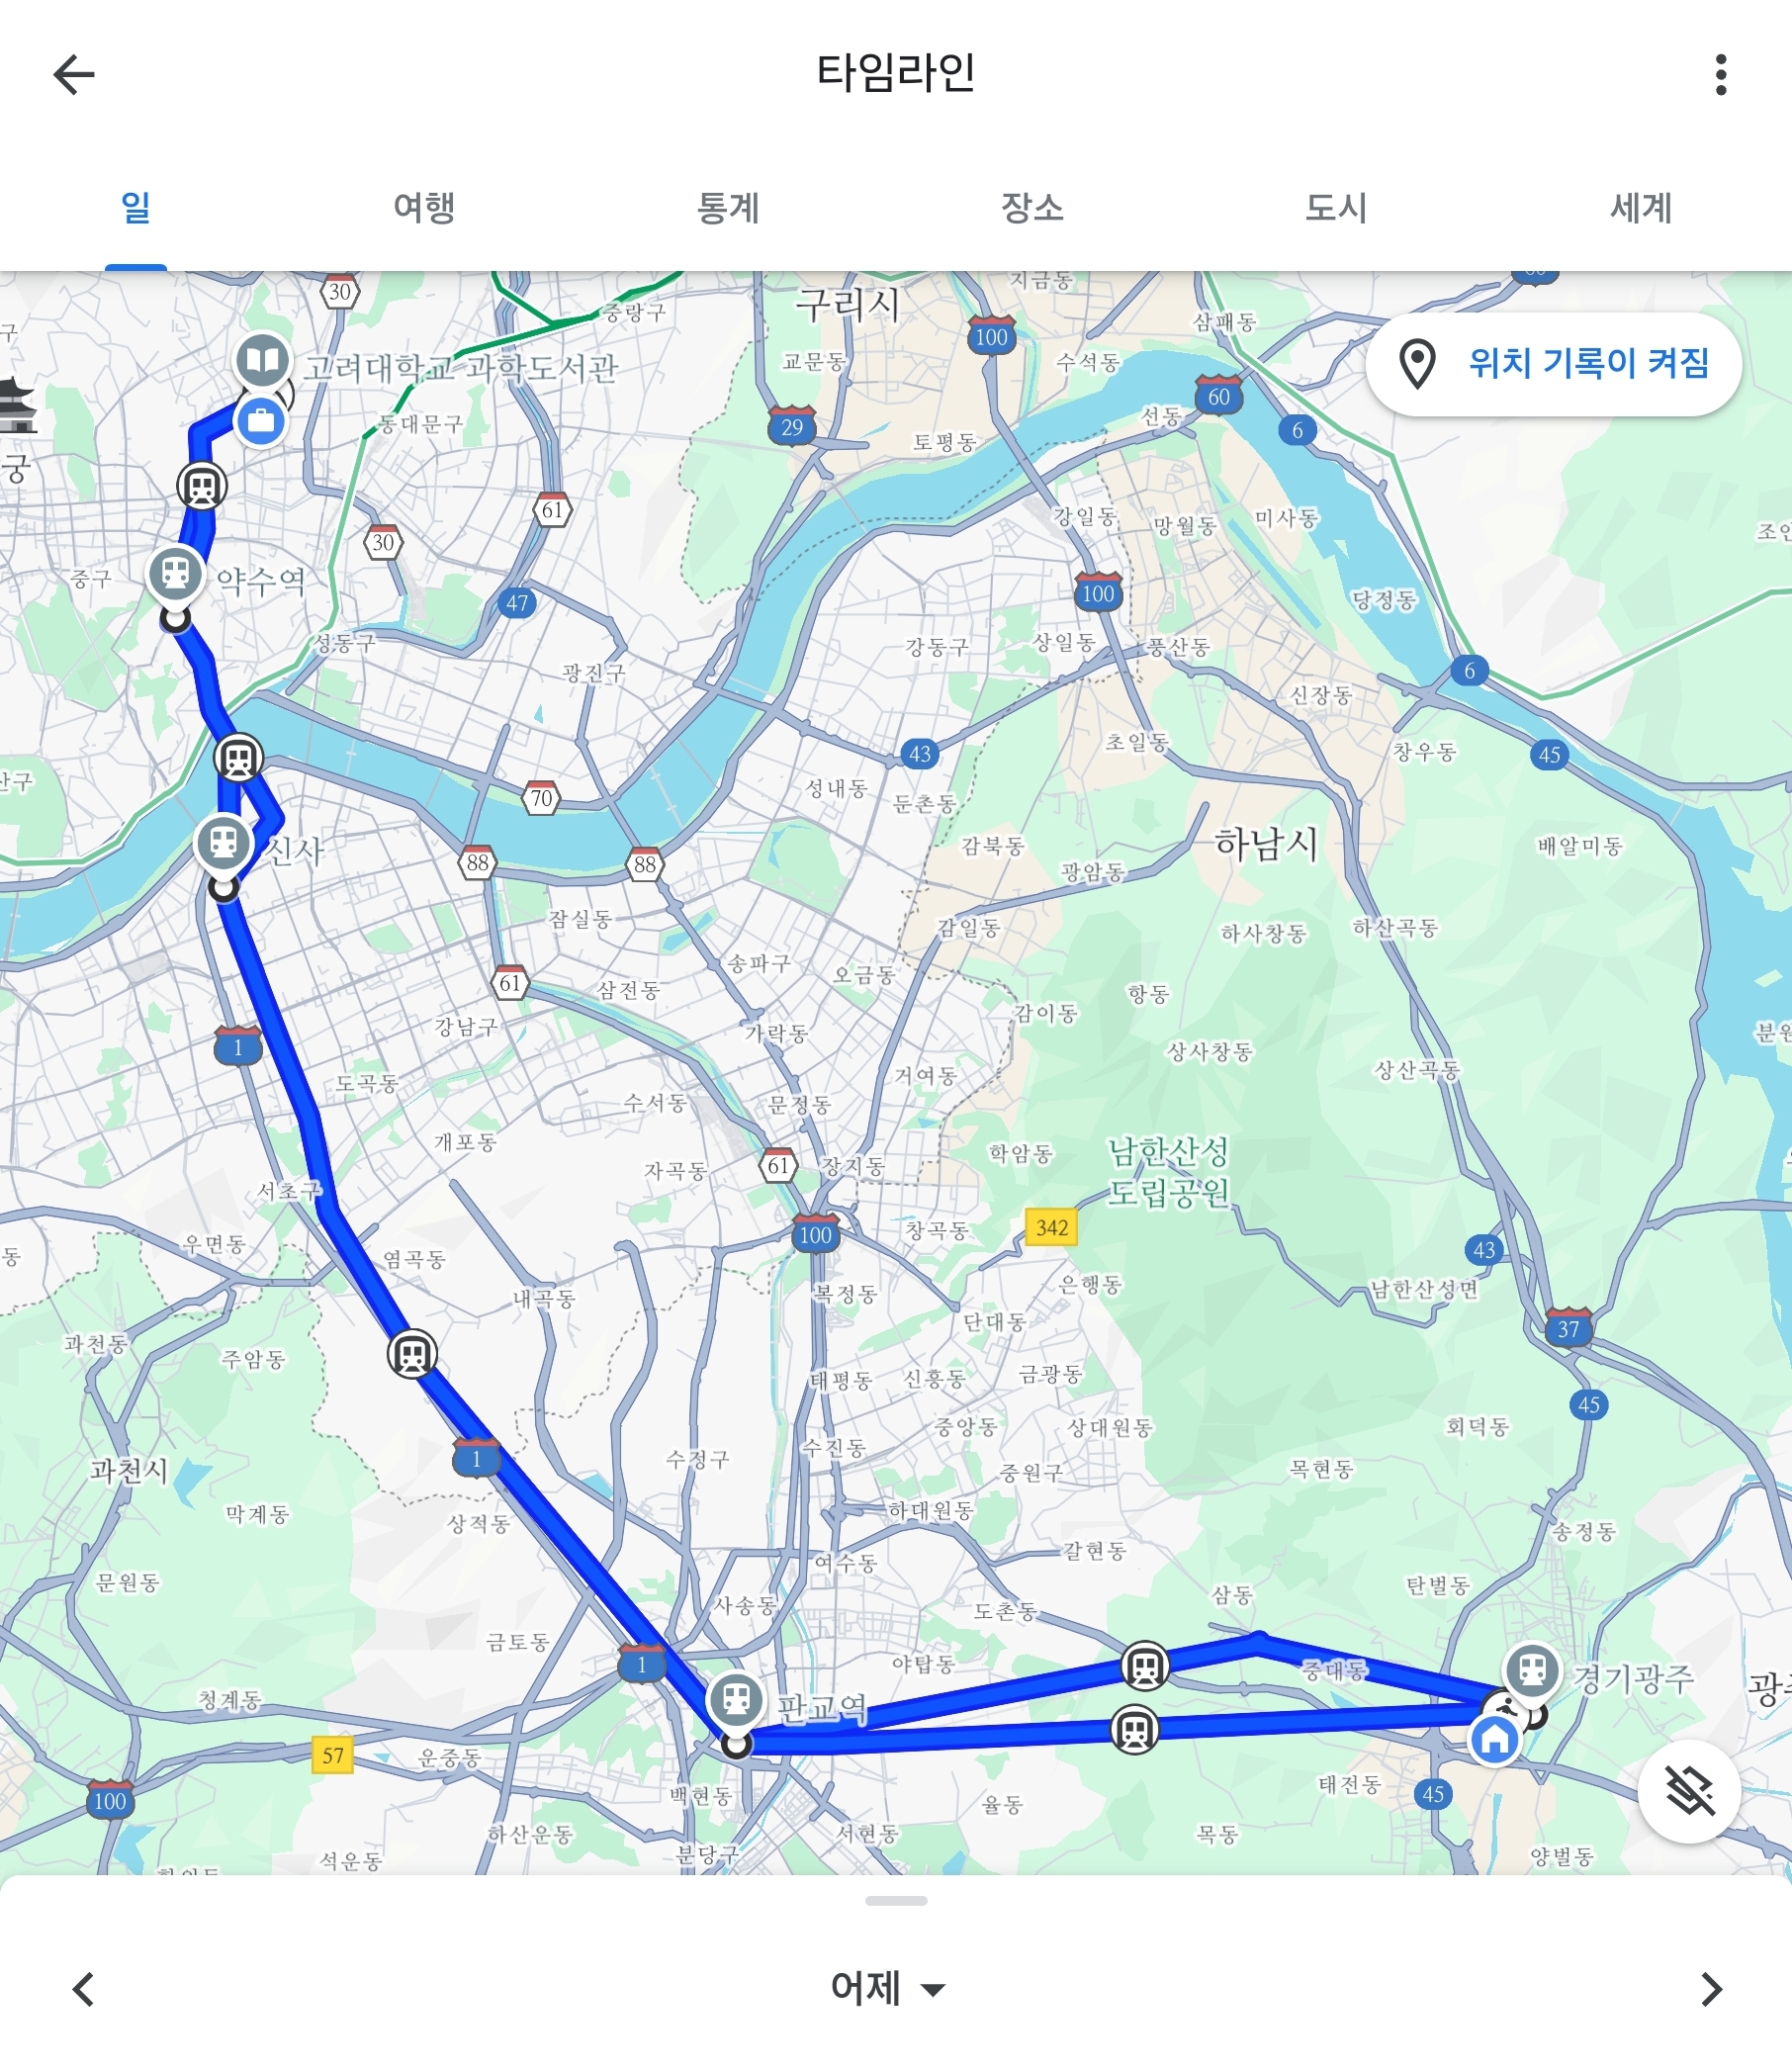 타임라인
일 여행 통계 장소 도시 세계
위치 기록이 켜짐
지금동
구리시
30
중랑구
삼패동
100
교문동
수석동
구
고려대학교 과학도서관
60
29
선동
6
동대문구
토평동
궁
61
강일동
망월동
미사동
30
조안
중구
약수역
47
100
당정동
성동구
강동구
상일동
풍산동
광진구
6
신장동
43
초일동
창우동
45
산구
70
성내동
둔촌동
신사
88
88
감북동
하남시
배알미동
광암동
잠실동
감일동
하사창동
하산곡동
송파구
오금동
61
삼전동
항동
감이동
강남구
가락동
분원
1
상사창동
도곡동
거여동
상산곡동
수서동
문정동
개포동
자곡동
61
장지동
학암동
남한산성
도립공원
서초구
342
우면동
100
창곡동
43
동
염곡동
내곡동
복정동
은행동
남한산성면
과천동
단대동
37
주암동
태평동
신흥동
금광동
45
중앙동
상대원동
회덕동
1
수정구
수진동
과천시
중원구
목현동
막계동
상적동
하대원동
송정동
문원동
여수동
갈현동
탄벌동
사송동
도촌동
삼동
금토동
1
야탑동
중대동
경기광주
청계동
판교역
광주
57
운중동
100
백현동
율동
태전동
45
하산운동
서현동
목동
석운동
분당구
양벌동
어제